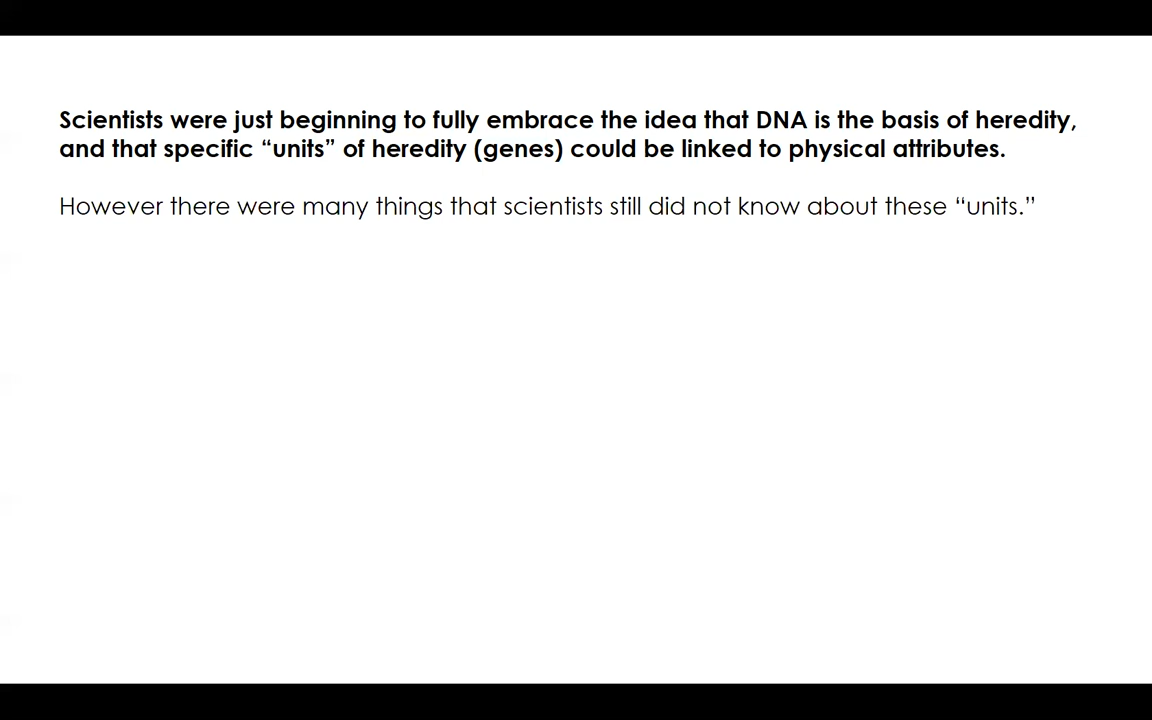 Scientists were just beginning to fully embrace the idea that DNA is the basis of heredity,
and that specific “units” of heredity (genes) could be linked to physical attributes.
However there were many things that scientists still did not know about these “units.”